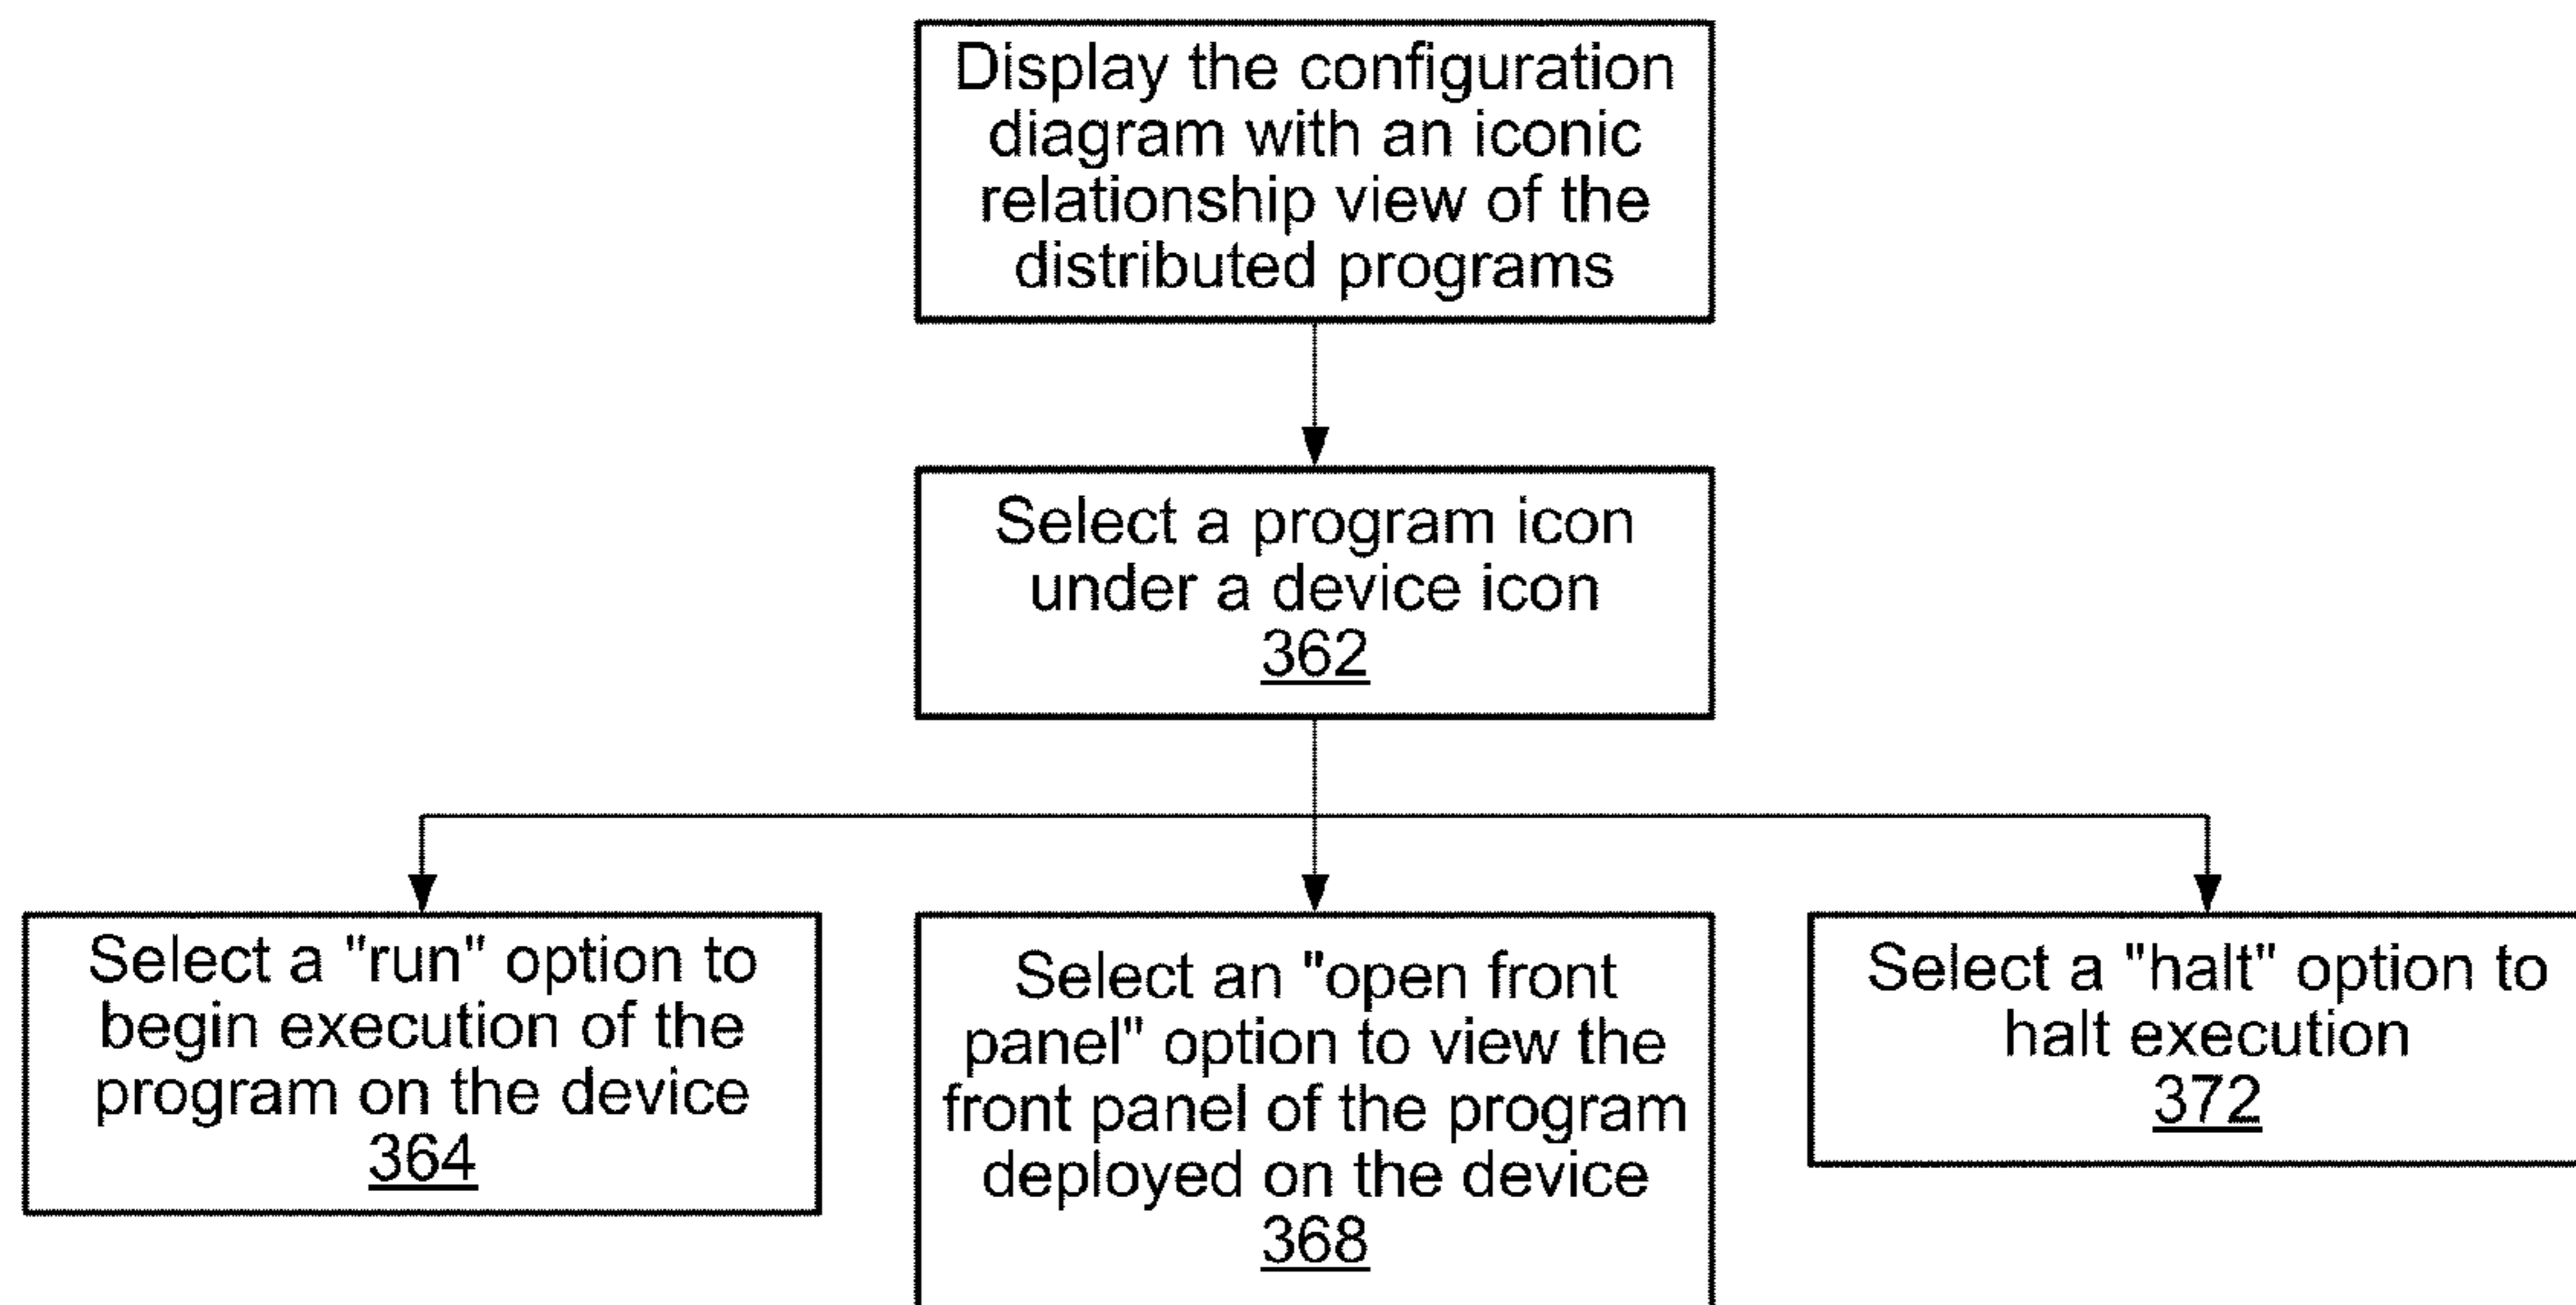 Display the configuration
diagram with an iconic
relationship view of the
distributed programs
Select a program icon
under a device icon
362
Select a "run" option to
begin execution of the
program on the device
364
Select an "open front
panel" option to view the
front panel of the program
deployed on the device
368
Select a "halt" option to
halt execution
372